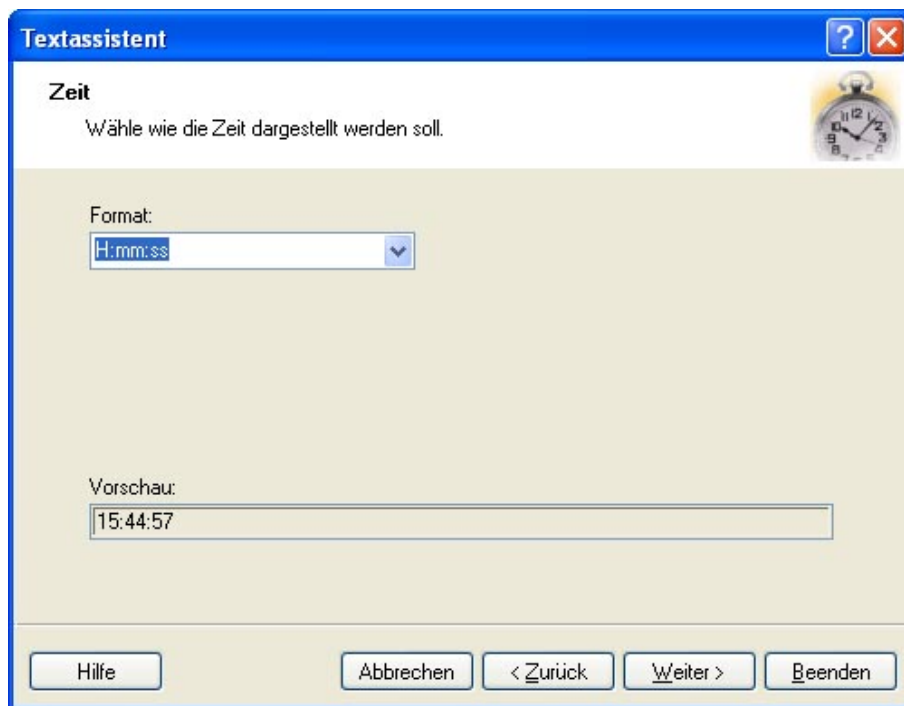 Textassistent
Zeit
Wähle wie die Zeit dargestellt werden soll.
Format:
H:mm:ss
Vorschau:
15:44:57
Hilfe
Abbrechen
< Zurück
Weiter >
Beenden